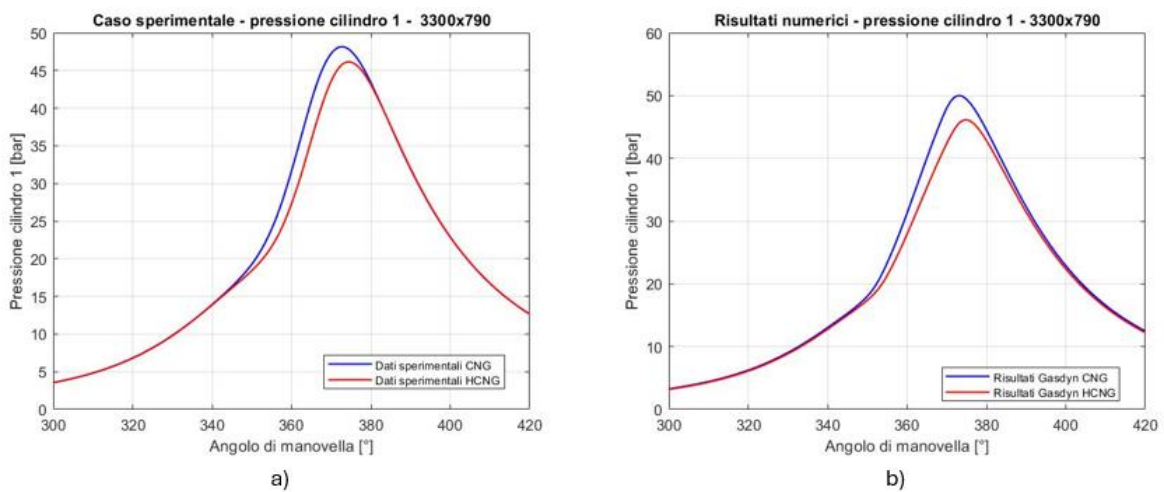 Caso sperimentale - pressione cilindro 1 - 3300x790
Pressione cilindro 1 [bar]
50
45
40
35
30
25
20
15
10
5
0
Dati sperimentali CNG
Dati sperimentali HCNG
300
320
340
360
380
400
420
Angolo di manovella [°]
a)
Risultati numerici - pressione cilindro 1 - 3300x790
Pressione cilindro 1 [bar]
60
50
40
30
20
10
0
Risultati Gasdyn CNG
Risultati Gasdyn HCNG
300
320
340
360
380
400
420
Angolo di manovella [°]
b)